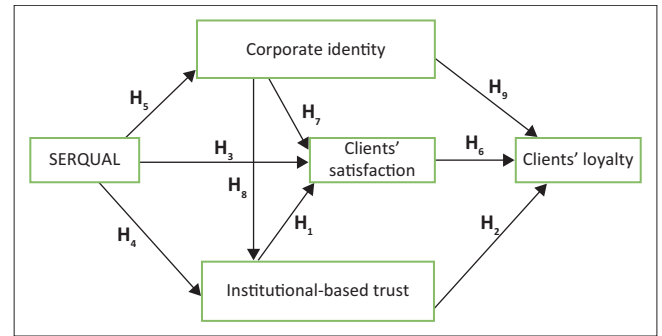 Corporate identity
H₅
H₇
H₉
SERQUAL
H₃
Clients'
satisfaction
H₆
Clients' loyalty
H₈
H₄
H₁
H₂
Institutional-based trust